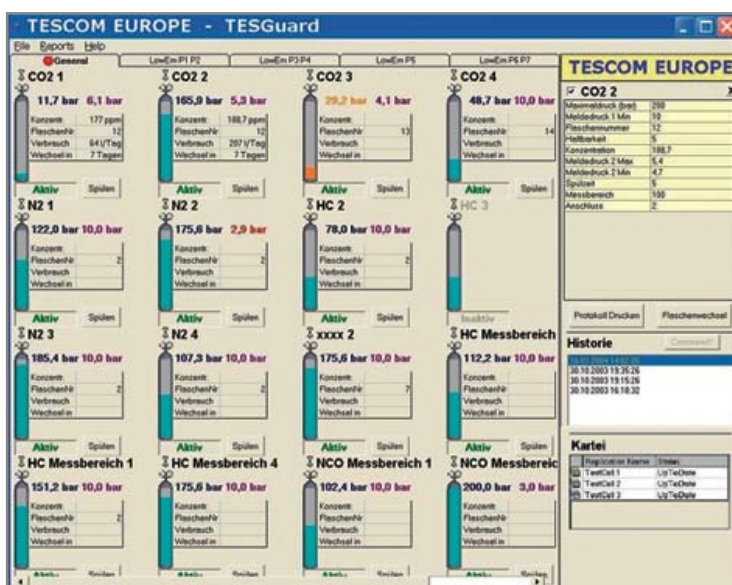 TESCOM EUROPE - TESGuard
File Reports Help
General LowEm P1 P2 LowEm P3 P4 LowEm P5 LowEm P6 P7
CO2 1
11,7 bar 6,1 bar
Konzentr. 177 ppm
FlaschenNr 12
Verbrauch 64 l/Tag
Wechsel in 7 Tagen
Aktiv Spülen
CO2 2
165,9 bar 5,3 bar
Konzentr. 188,7 ppm
FlaschenNr 12
Verbrauch 207 l/Tag
Wechsel in 7 Tagen
Aktiv Spülen
CO2 3
29,2 bar 4,1 bar
Konzentr.
FlaschenNr 13
Verbrauch
Wechsel in
Aktiv Spülen
CO2 4
48,7 bar 10,0 bar
Konzentr.
FlaschenNr 14
Verbrauch
Wechsel in
Aktiv Spülen
N2 1
122,0 bar 10,0 bar
Konzentr.
FlaschenNr 2
Verbrauch
Wechsel in
Aktiv Spülen
N2 2
175,6 bar 2,9 bar
Konzentr.
FlaschenNr 2
Verbrauch
Wechsel in
Aktiv Spülen
HC 2
78,0 bar 10,0 bar
Konzentr.
FlaschenNr 2
Verbrauch
Wechsel in
Aktiv Spülen
HC 3
Inaktiv
N2 3
185,4 bar 10,0 bar
Konzentr.
FlaschenNr 2
Verbrauch
Wechsel in
Aktiv Spülen
N2 4
107,3 bar 10,0 bar
Konzentr.
FlaschenNr 2
Verbrauch
Wechsel in
Aktiv Spülen
xxxx 2
175,6 bar 10,0 bar
Konzentr.
FlaschenNr 7
Verbrauch
Wechsel in
Aktiv Spülen
HC Messbereich
112,2 bar 10,0 bar
Konzentr.
FlaschenNr
Verbrauch
Wechsel in
Aktiv Spülen
HC Messbereich 1
151,2 bar 10,0 bar
Konzentr.
FlaschenNr 2
Verbrauch
Wechsel in
Aktiv Spülen
HC Messbereich 4
175,6 bar 10,0 bar
Konzentr.
FlaschenNr
Verbrauch
Wechsel in
Aktiv Spülen
NCO Messbereich 1
102,4 bar 10,0 bar
Konzentr.
FlaschenNr
Verbrauch
Wechsel in
Aktiv Spülen
NCO Messbereic
200,0 bar 3,0 bar
Konzentr.
FlaschenNr
Verbrauch
Wechsel in
Aktiv Spülen
TESCOM EUROPE
CO2 2
Maximaldruck (bar) 200
Meldedruck 1 Min 10
Flaschennummer 12
Haltbarkeit 5
Konzentration 188,7
Meldedruck 2 Max 5,4
Meldedruck 2 Min 4,7
Spülzeit 5
Messbereich 100
Anschluss 2
Protokoll Drucken Flaschenwechsel
Historie
30.10.2003 19:35:26
30.10.2003 19:15:26
30.10.2003 16:18:32
Kartei
Replication Name Status
TestCell 1 UpToDate
TestCell 2 UpToDate
TestCell 3 UpToDate